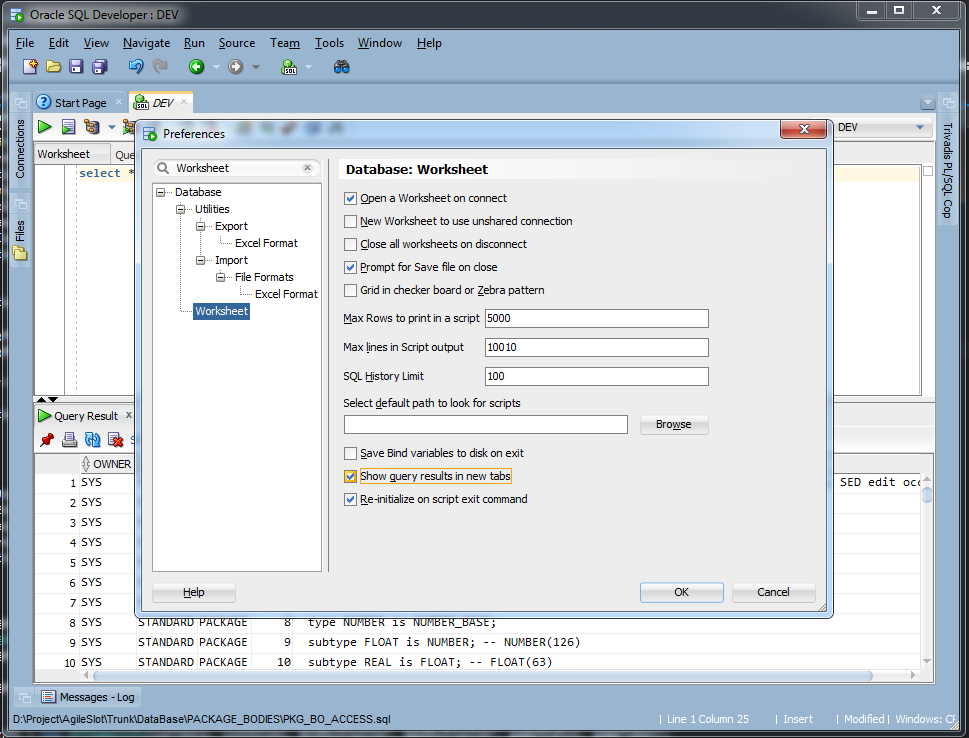 Oracle SQL Developer : DEV
File Edit View Navigate Run Source Team Tools Window Help
Start Page DEV
Connections
Files
Trivadis PL/SQL Cop
DEV
Worksheet
select *
Preferences
Worksheet
Database
Utilities
Export
Excel Format
Import
File Formats
Excel Format
Worksheet
Database: Worksheet
Open a Worksheet on connect
New Worksheet to use unshared connection
Close all worksheets on disconnect
Prompt for Save file on close
Grid in checker board or Zebra pattern
Max Rows to print in a script 5000
Max lines in Script output 10010
SQL History Limit 100
Select default path to look for scripts
Browse
Save Bind variables to disk on exit
Show query results in new tabs
Re-initialize on script exit command
Help OK Cancel
Query Result
OWNER
1 SYS SED edit occ
2 SYS
3 SYS
4 SYS
5 SYS
6 SYS
7 SYS
8 SYS STANDARD PACKAGE 8 type NUMBER is NUMBER_BASE;
9 SYS STANDARD PACKAGE 9 subtype FLOAT is NUMBER; -- NUMBER(126)
10 SYS STANDARD PACKAGE 10 subtype REAL is FLOAT; -- FLOAT(63)
Messages - Log
D:\Project\AgileSlot\Trunk\DataBase\PACKAGE_BODIES\PKG_BO_ACCESS.sql | Line 1 Column 25 | Insert | Modified | Windows: CR